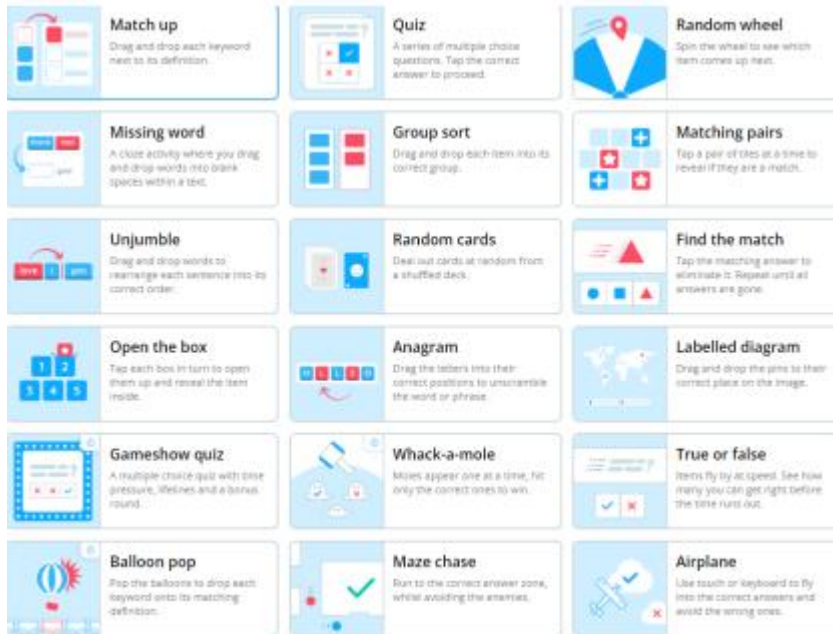 Match up
Drag and drop each keyword
next to its definition.
Quiz
A series of multiple choice
questions. Tap the correct
answer to proceed.
Random wheel
Spin the wheel to see which
item comes up next.
Missing word
A cloze activity where you drag
and drop words into blank
spaces within a text.
Group sort
Drag and drop each item into its
correct group.
Matching pairs
Tap a pair of tiles at a time to
reveal if they are a match.
Unjumble
Drag and drop words to
rearrange each sentence into its
correct order.
love I you
Random cards
Deal out cards at random from
a shuffled deck.
Find the match
Tap the matching answer to
eliminate it. Repeat until all
answers are gone.
Open the box
Tap each box in turn to open
them up and reveal the item
inside.
1 2
3 4 5
Anagram
Drag the letters into their
correct positions to unscramble
the word or phrase.
Labelled diagram
Drag and drop the pins to their
correct place on the image.
Gameshow quiz
A multiple choice quiz with time
pressure, lifelines and a bonus
round.
Whack-a-mole
Moles appear one at a time, hit
only the correct ones to win.
True or false
Items fly by at speed. See how
many you can get right before
the time runs out.
Balloon pop
Pop the balloons to drop each
keyword onto its matching
definition.
Maze chase
Run to the correct answer zone,
whilst avoiding the enemies.
Airplane
Use touch or keyboard to fly
into the correct answers and
avoid the wrong ones.